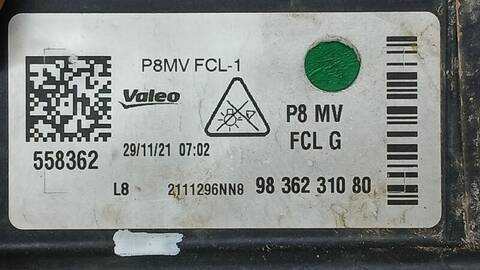 P8MV FCL-1
Valeo
P8 MV
FCL G
558362
29/11/21 07:02
L8
2111296NN8
98 362 310 80